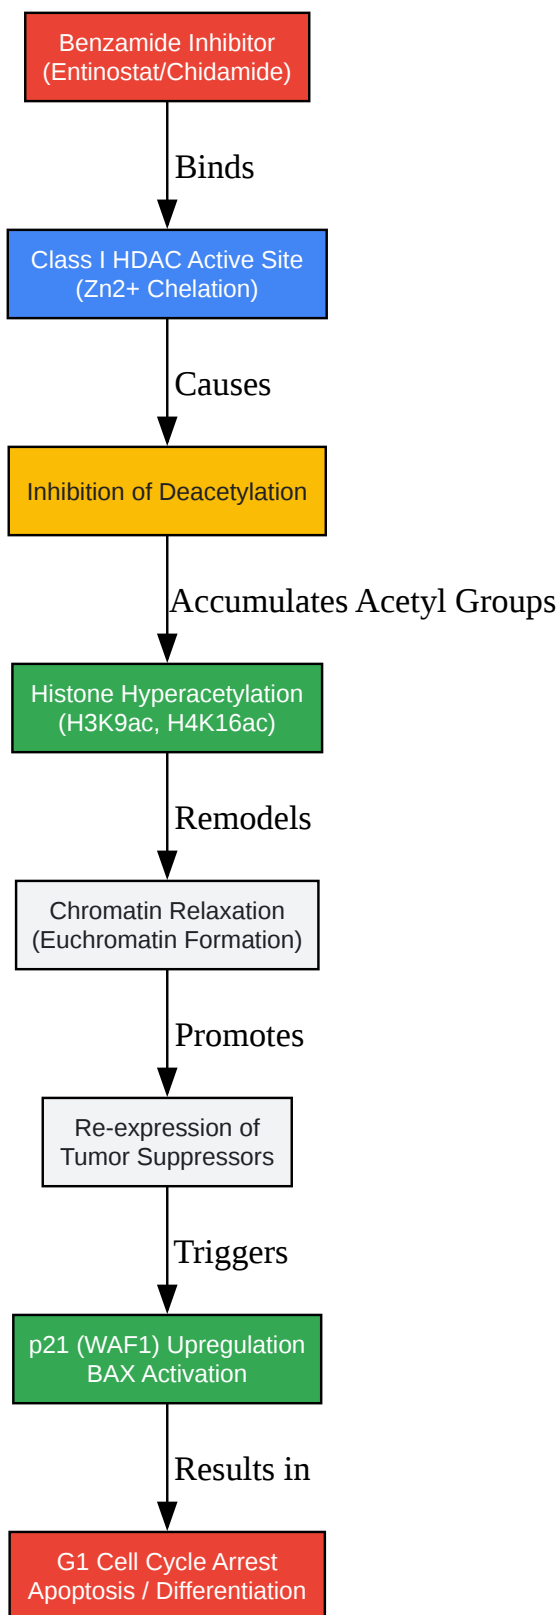 Benzamide Inhibitor
(Entinostat/Chidamide)
Binds
Class I HDAC Active Site
(Zn2+ Chelation)
Causes
Inhibition of Deacetylation
Accumulates Acetyl Groups
Histone Hyperacetylation
(H3K9ac, H4K16ac)
Remodels
Chromatin Relaxation
(Euchromatin Formation)
Promotes
Re-expression of
Tumor Suppressors
Triggers
p21 (WAF1) Upregulation
BAX Activation
Results in
G1 Cell Cycle Arrest
Apoptosis / Differentiation